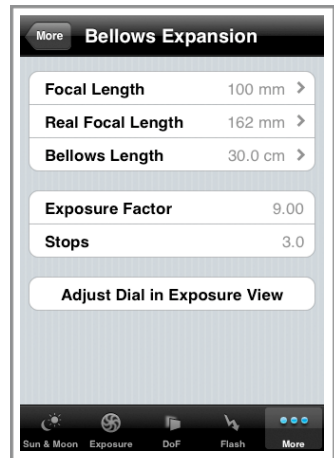 More Bellows Expansion
Focal Length 100 mm
Real Focal Length 162 mm
Bellows Length 30.0 cm
Exposure Factor 9.00
Stops 3.0
Adjust Dial in Exposure View
Sun & Moon Exposure DoF Flash More